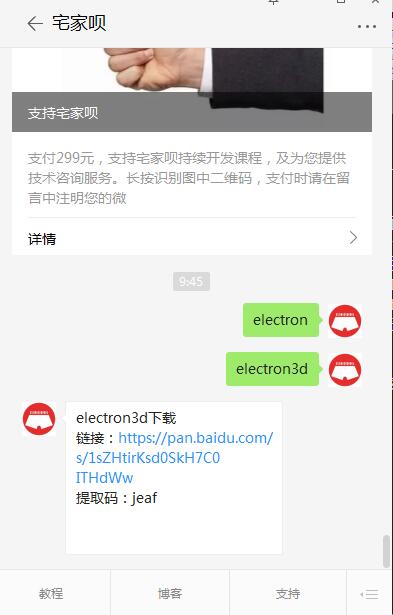 宅家呗
支持宅家呗
支付299元，支持宅家呗持续开发课程，及为您提供
技术咨询服务。长按识别图中二维码，支付时请在留
言中注明您的微
详情
9:45
electron
electron3d
electron3d下载
链接：https://pan.baidu.com/
s/1sZHtirKsd0SkH7C0
ITHdWw
提取码：jeaf
教程
博客
支持